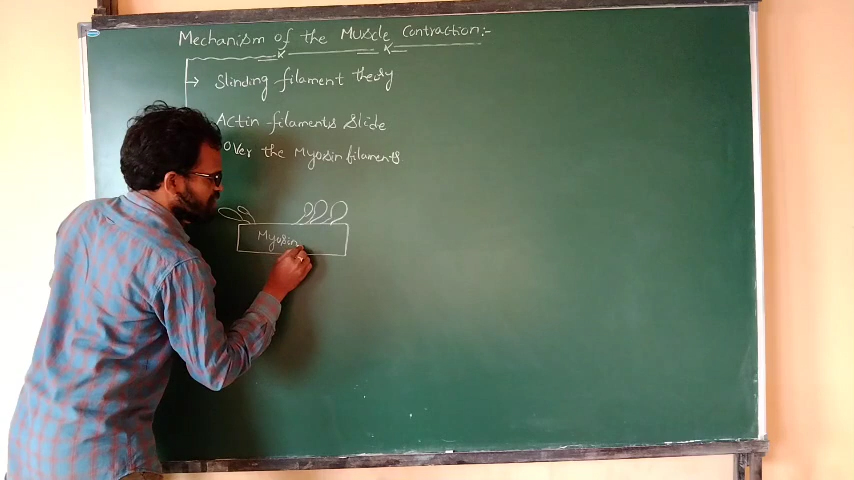 Mechanism of the Muscle Contraction:-
Slinding filament theory
Actin filaments slide
over the Myosin filaments
Myosin